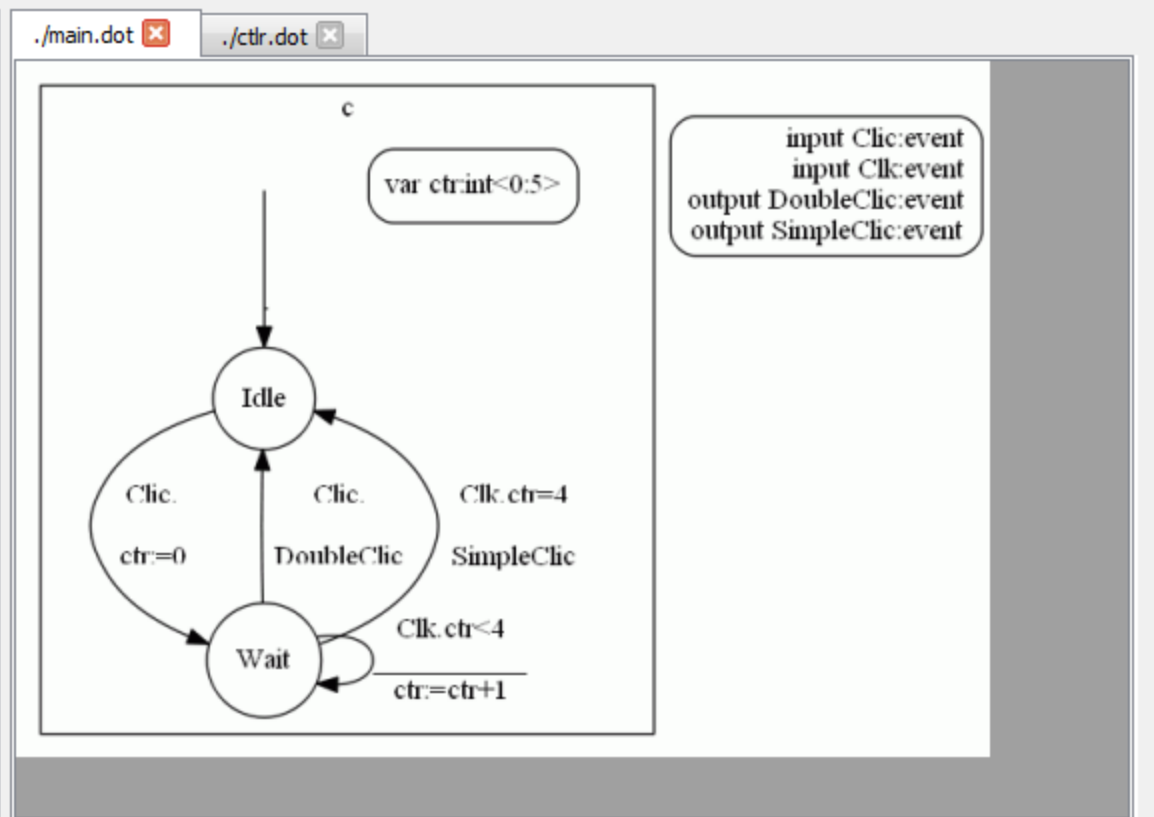 ./main.dot
./ctlr.dot
c
var ctr:int<0:5>
input Clic:event
input Clk:event
output DoubleClic:event
output SimpleClic:event
Idle
Clic.
ctr:=0
Clic.
DoubleClic
Clk.ctr=4
SimpleClic
Wait
Clk.ctr<4
ctr:=ctr+1